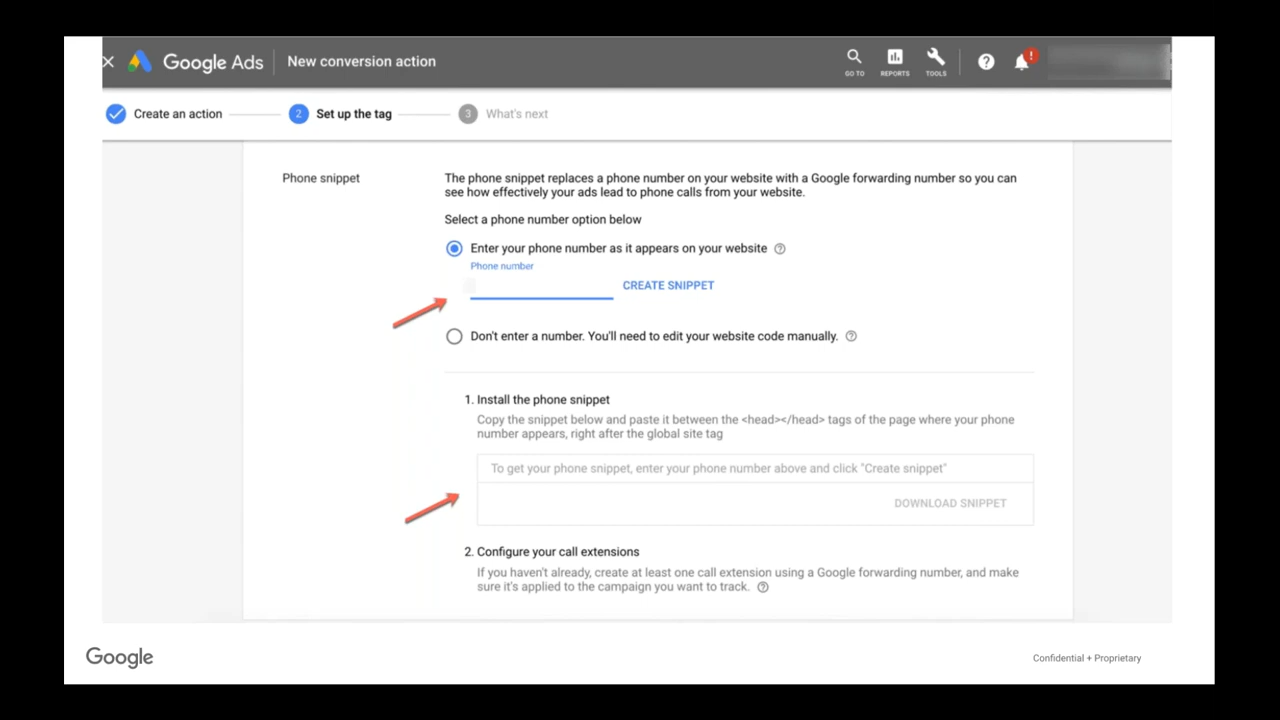 Google Ads
New conversion action
GO TO
REPORTS
TOOLS
?
!
Create an action
2
Set up the tag
3
What's next
Phone snippet
The phone snippet replaces a phone number on your website with a Google forwarding number so you can
see how effectively your ads lead to phone calls from your website.
Select a phone number option below
Enter your phone number as it appears on your website ?
Phone number
CREATE SNIPPET
Don't enter a number. You'll need to edit your website code manually. ?
1. Install the phone snippet
Copy the snippet below and paste it between the <head></head> tags of the page where your phone
number appears, right after the global site tag
To get your phone snippet, enter your phone number above and click "Create snippet"
DOWNLOAD SNIPPET
2. Configure your call extensions
If you haven't already, create at least one call extension using a Google forwarding number, and make
sure it's applied to the campaign you want to track. ?
Google
Confidential + Proprietary